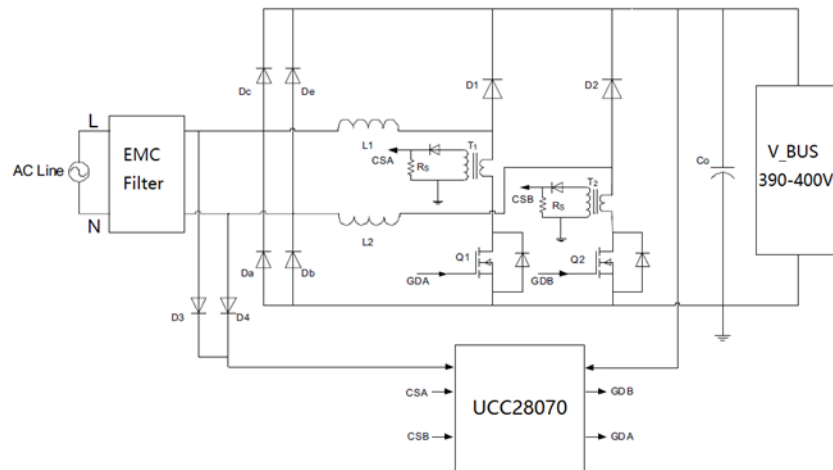 Dc
De
D1
D2
L
EMC
Filter
AC Line
N
L1
CSA
Rs
T1
L2
CSB
Rs
T2
Co
V_BUS
390-400V
Da
Db
Q1
Q2
GDA
GDB
D3
D4
UCC28070
CSA
GDB
CSB
GDA